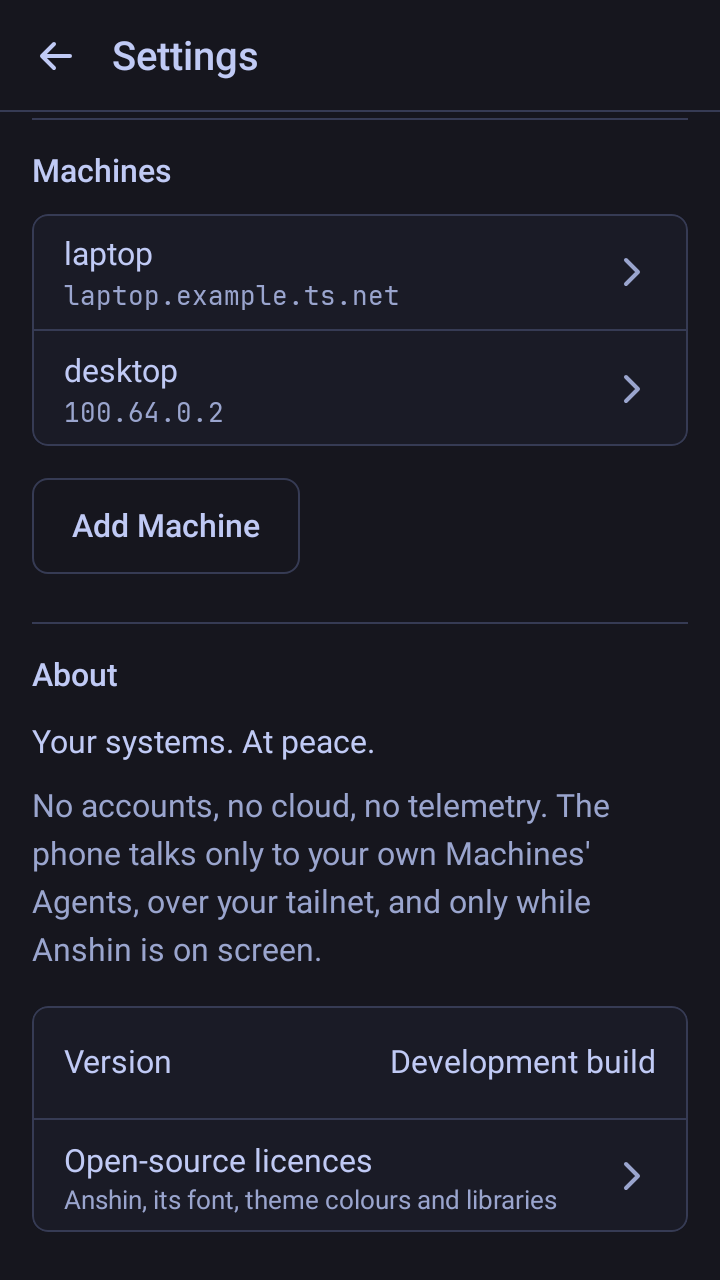 Settings
Machines
laptop
laptop.example.ts.net
desktop
100.64.0.2
Add Machine
About
Your systems. At peace.
No accounts, no cloud, no telemetry. The
phone talks only to your own Machines'
Agents, over your tailnet, and only while
Anshin is on screen.
Version Development build
Open-source licences
Anshin, its font, theme colours and libraries